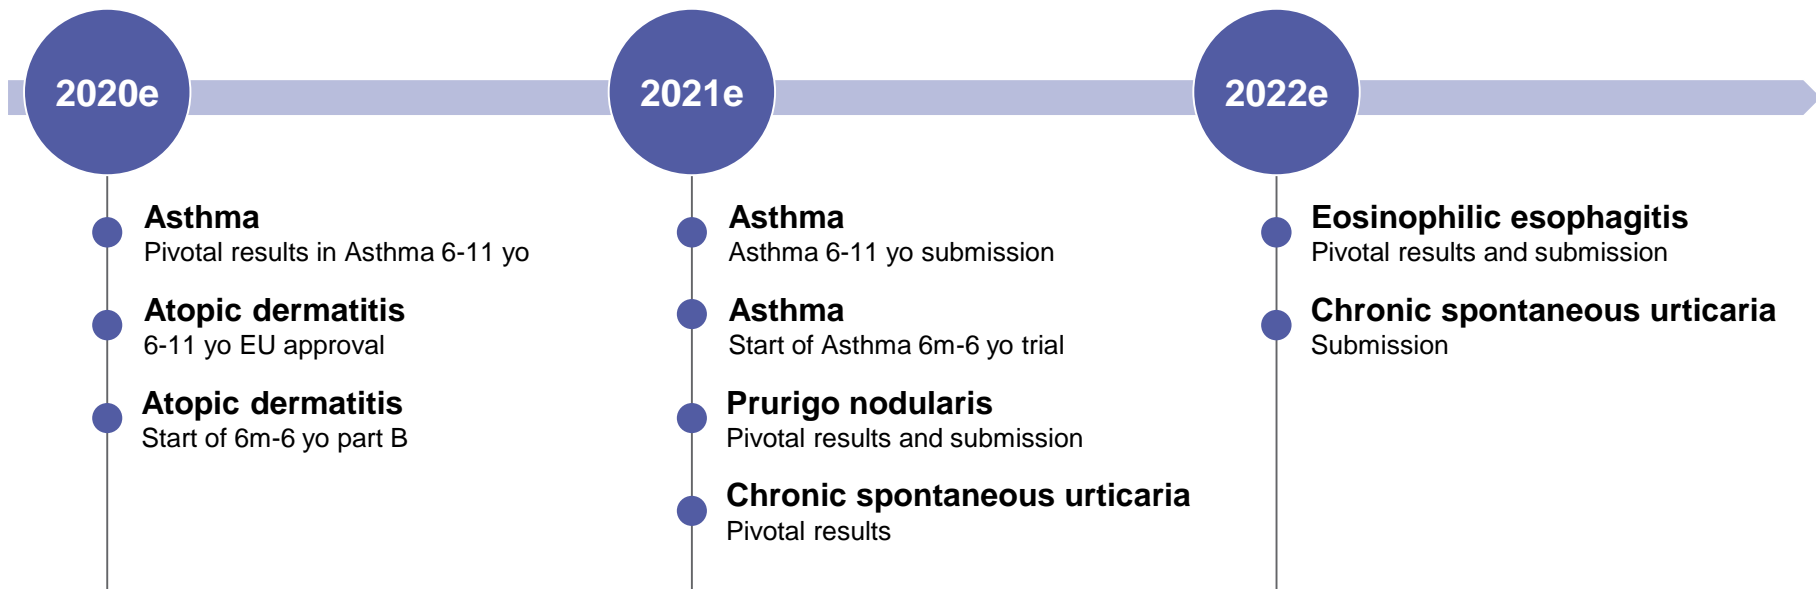 2020e
Asthma
Pivotal results in Asthma 6-11 yo
Atopic dermatitis
6-11 yo EU approval
Atopic dermatitis
Start of 6m-6 yo part B
2021e
Asthma
Asthma 6-11 yo submission
Asthma
Start of Asthma 6m-6 yo trial
Prurigo nodularis
Pivotal results and submission
Chronic spontaneous urticaria
Pivotal results
2022e
Eosinophilic esophagitis
Pivotal results and submission
Chronic spontaneous urticaria
Submission